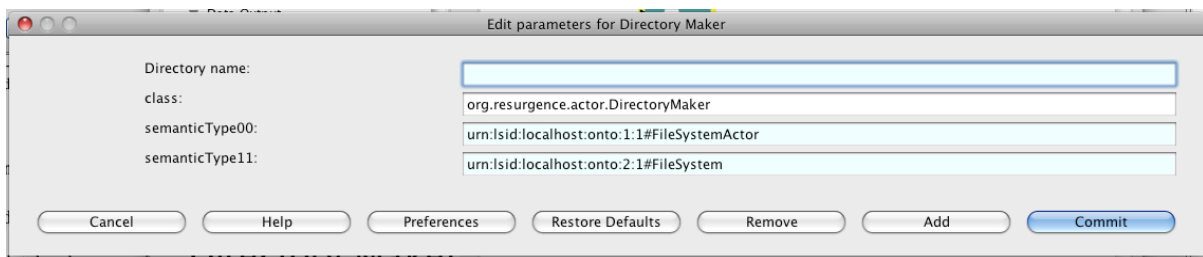 Edit parameters for Directory Maker
Directory name:
class:
org.resurgence.actor.DirectoryMaker
semanticType00:
urn:lsid:localhost:onto:1:1#FileSystemActor
semanticType11:
urn:lsid:localhost:onto:2:1#FileSystem
Cancel
Help
Preferences
Restore Defaults
Remove
Add
Commit